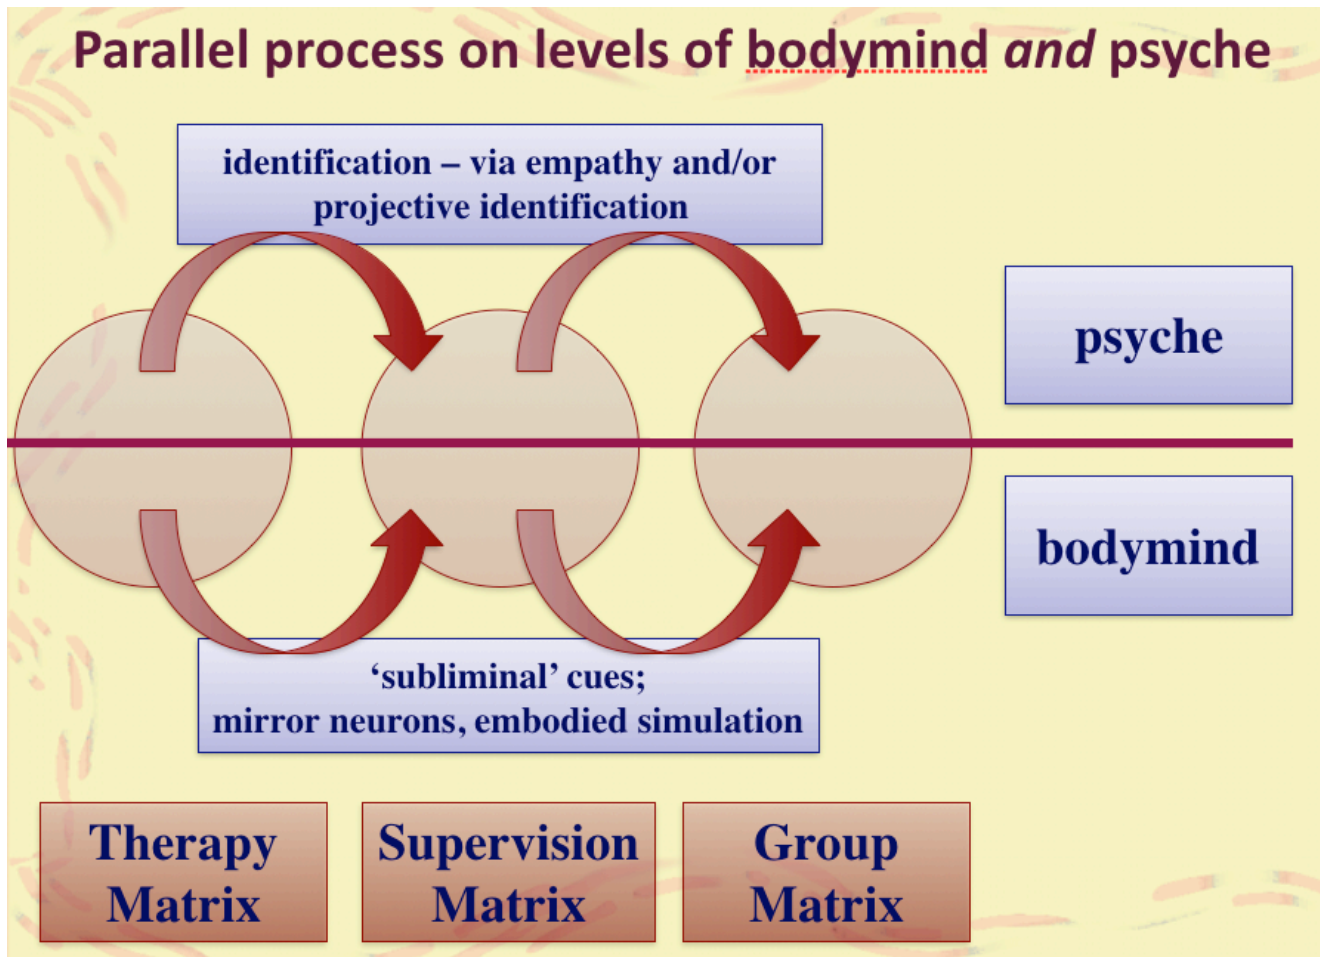 Parallel process on levels of bodymind and psyche
identification – via empathy and/or
projective identification
psyche
bodymind
‘subliminal’ cues;
mirror neurons, embodied simulation
Therapy
Matrix
Supervision
Matrix
Group
Matrix